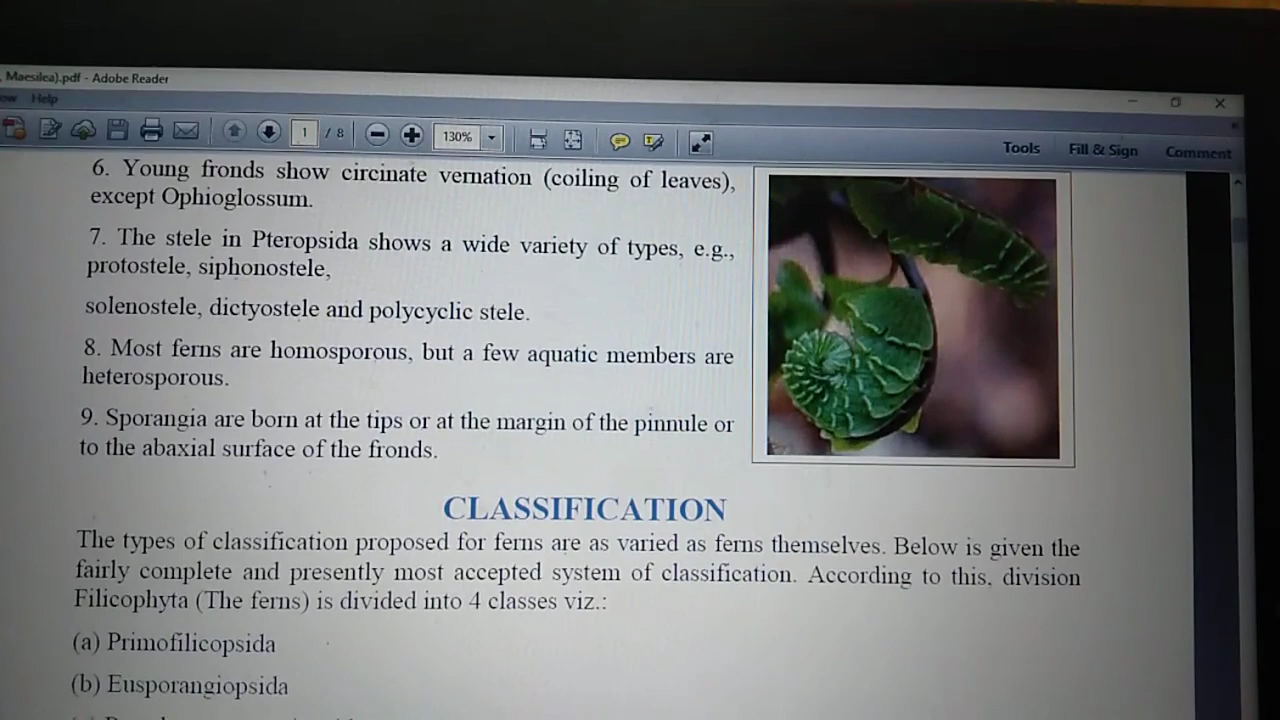 , Maesilea).pdf - Adobe Reader
ow Help
1 / 8 130% Tools Fill & Sign Comment
6. Young fronds show circinate vernation (coiling of leaves),
except Ophioglossum.
7. The stele in Pteropsida shows a wide variety of types, e.g.,
protostele, siphonostele,
solenostele, dictyostele and polycyclic stele.
8. Most ferns are homosporous, but a few aquatic members are
heterosporous.
9. Sporangia are born at the tips or at the margin of the pinnule or
to the abaxial surface of the fronds.
CLASSIFICATION
The types of classification proposed for ferns are as varied as ferns themselves. Below is given the
fairly complete and presently most accepted system of classification. According to this, division
Filicophyta (The ferns) is divided into 4 classes viz.:
(a) Primofilicopsida
(b) Eusporangiopsida